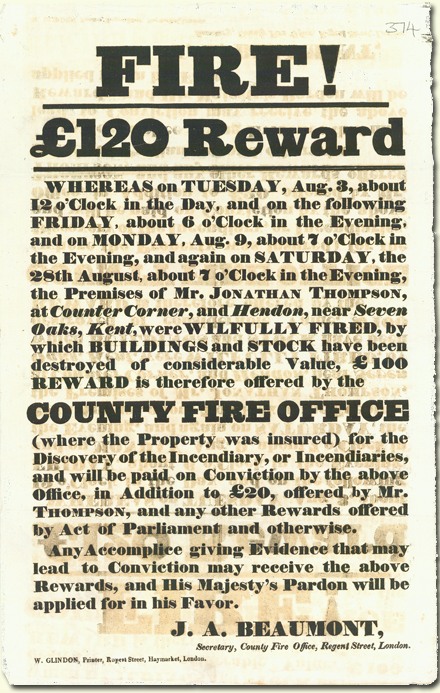 374
FIRE!
£120 Reward
WHEREAS on TUESDAY, Aug. 3, about
12 o'Clock in the Day, and on the following
FRIDAY, about 6 o'Clock in the Evening,
and on MONDAY, Aug. 9, about 7 o'Clock in
the Evening, and again on SATURDAY, the
28th August, about 7 o'Clock in the Evening,
the Premises of Mr. JONATHAN THOMPSON,
at Counter Corner, and Hendon, near Seven
Oaks, Kent, were WILFULLY FIRED, by
which BUILDINGS and STOCK have been
destroyed of considerable Value, £100
REWARD is therefore offered by the
COUNTY FIRE OFFICE
(where the Property was insured) for the
Discovery of the Incendiary, or Incendiaries,
and will be paid on Conviction by the above
Office, in Addition to £20, offered by Mr.
THOMPSON, and any other Rewards offered
by Act of Parliament and otherwise.
Any Accomplice giving Evidence that may
lead to Conviction may receive the above
Rewards, and His Majesty's Pardon will be
applied for in his Favor.
J. A. BEAUMONT,
Secretary, County Fire Office, Regent Street, London.
W. GLINDON, Printer, Rupert Street, Haymarket, London.